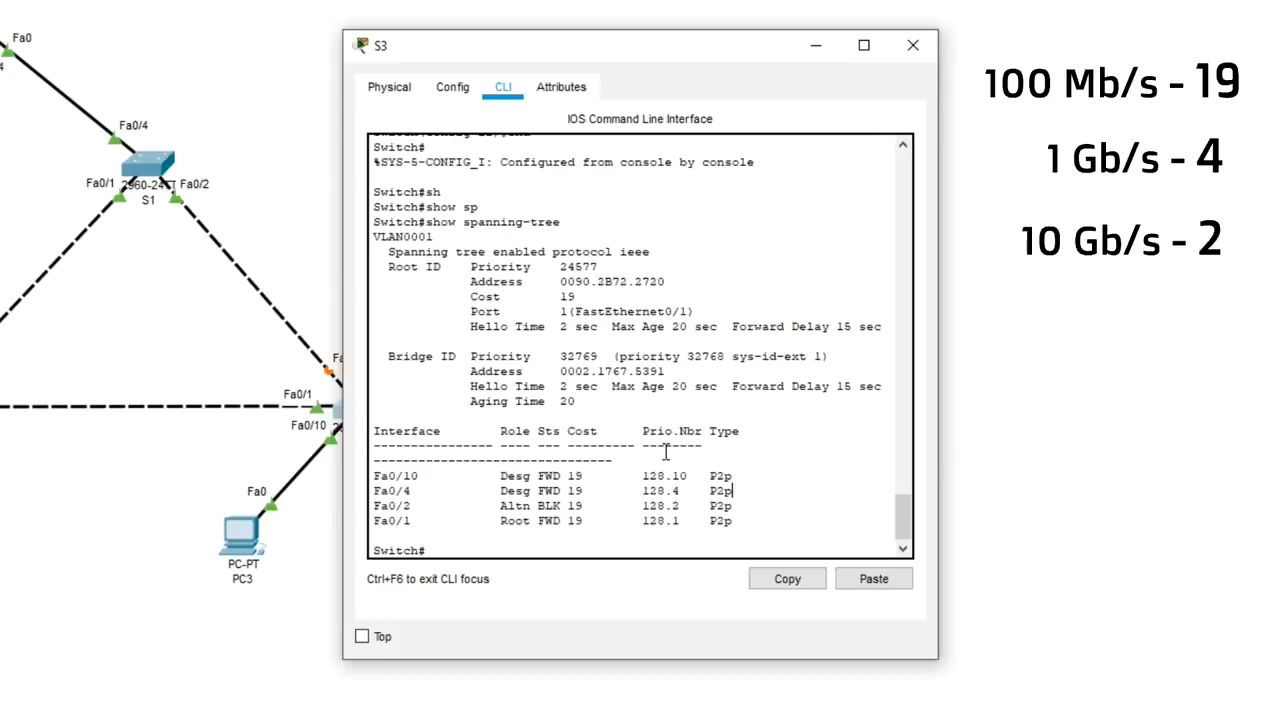 Fa0
4
Fa0/4
Fa0/1
Fa0/2
2960-24TT
S1
Fa
Fa0/1
Fa0/10
2
Fa0
PC-PT
PC3
S3
Physical
Config
CLI
Attributes
IOS Command Line Interface
Switch#
%SYS-5-CONFIG_I: Configured from console by console
Switch#sh
Switch#show sp
Switch#show spanning-tree
VLAN0001
Spanning tree enabled protocol ieee
Root ID Priority 24577
Address 0090.2B72.2720
Cost 19
Port 1(FastEthernet0/1)
Hello Time 2 sec Max Age 20 sec Forward Delay 15 sec
Bridge ID Priority 32769 (priority 32768 sys-id-ext 1)
Address 0002.1767.5391
Hello Time 2 sec Max Age 20 sec Forward Delay 15 sec
Aging Time 20
Interface Role Sts Cost Prio.Nbr Type
---------------- ---- --- --------- --------
--------------------------------
Fa0/10 Desg FWD 19 128.10 P2p
Fa0/4 Desg FWD 19 128.4 P2p
Fa0/2 Altn BLK 19 128.2 P2p
Fa0/1 Root FWD 19 128.1 P2p
Switch#
Ctrl+F6 to exit CLI focus
Copy
Paste
Top
100 Mb/s - 19
1 Gb/s - 4
10 Gb/s - 2